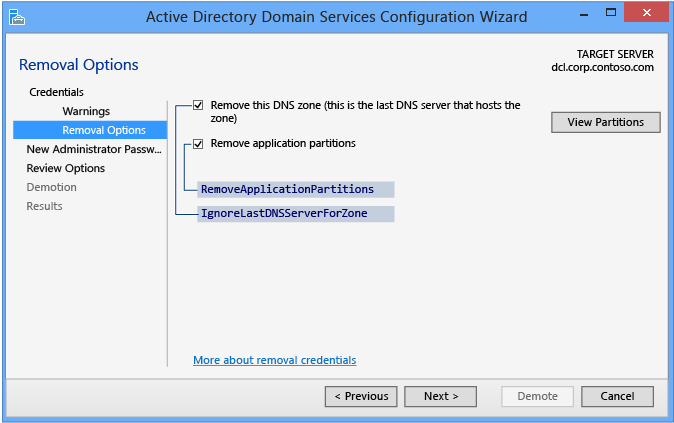 Active Directory Domain Services Configuration Wizard
Removal Options
TARGET SERVER
dcl.corp.contoso.com
Credentials
Warnings
Removal Options
New Administrator Passw...
Review Options
Demotion
Results
Remove this DNS zone (this is the last DNS server that hosts the
zone)
View Partitions
Remove application partitions
RemoveApplicationPartitions
IgnoreLastDNSServerForZone
More about removal credentials
< Previous
Next >
Demote
Cancel